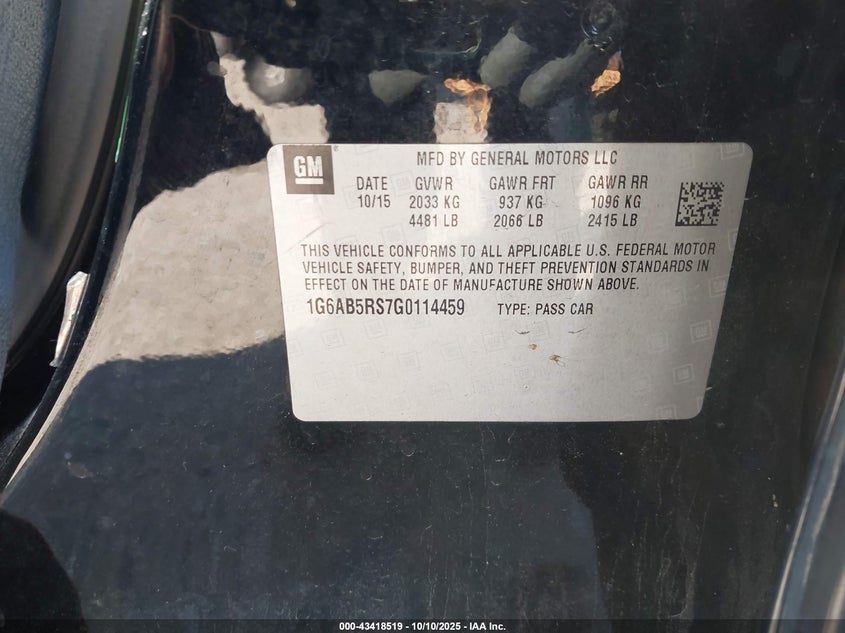 GM
MFD BY GENERAL MOTORS LLC
DATE GVWR GAWR FRT GAWR RR
10/15 2033 KG 937 KG 1096 KG
4481 LB 2066 LB 2415 LB
THIS VEHICLE CONFORMS TO ALL APPLICABLE U.S. FEDERAL MOTOR
VEHICLE SAFETY, BUMPER, AND THEFT PREVENTION STANDARDS IN
EFFECT ON THE DATE OF MANUFACTURE SHOWN ABOVE.
1G6AB5RS7G0114459 TYPE: PASS CAR
000-43418519 - 10/10/2025 - IAA Inc.